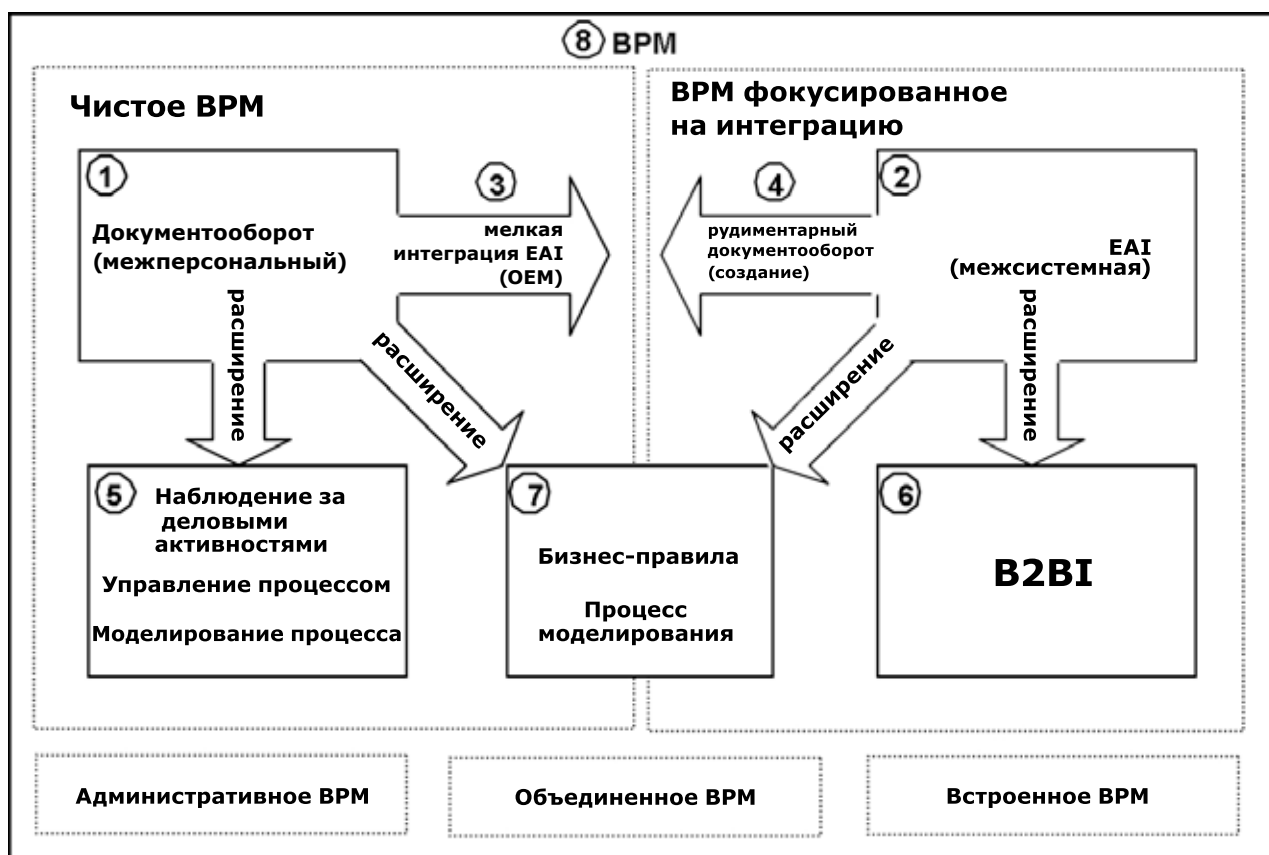 8 BPM
Чистое BPM
BPM фокусированное
на интеграцию
1
Документооборот
(межперсональный)
3
мелкая
интеграция EAI
(OEM)
4
рудиментарный
документооборот
(создание)
2
EAI
(межсистемная)
расширение
расширение
расширение
расширение
5
Наблюдение за
деловыми
активностями
Управление процессом
Моделирование процесса
7
Бизнес-правила
Процесс
моделирования
6
B2BI
Административное BPM
Объединенное BPM
Встроенное BPM